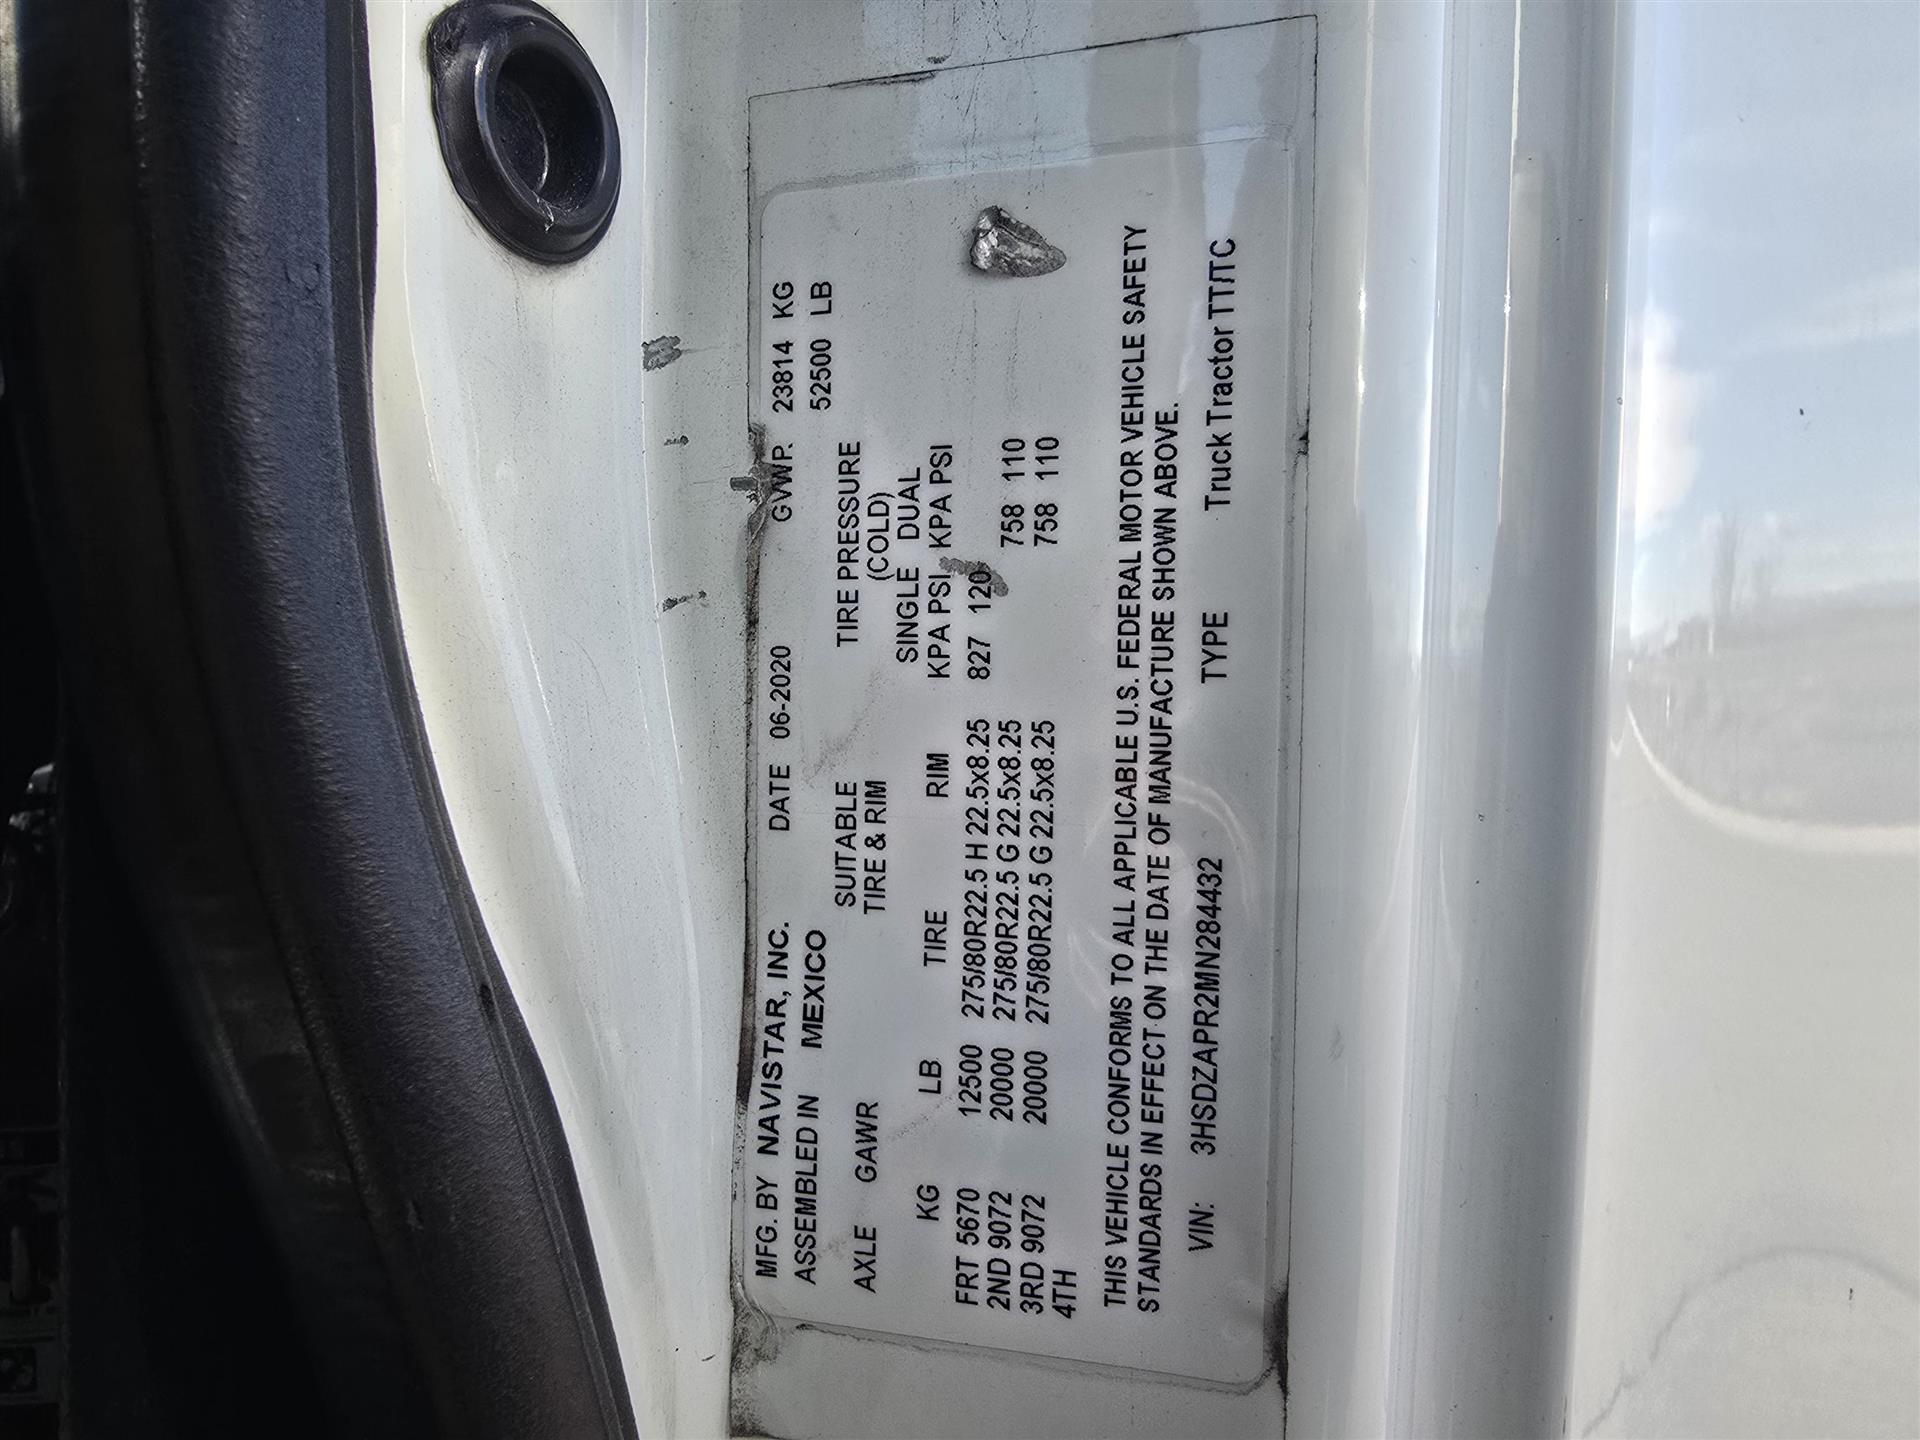 MFG. BY NAVISTAR, INC. DATE 06-2020 GVWR. 23814 KG
ASSEMBLED IN MEXICO 52500 LB
AXLE GAWR SUITABLE TIRE PRESSURE
TIRE & RIM (COLD)
SINGLE DUAL
KG LB TIRE RIM KPA PSI KPA PSI
FRT 5670 12500 275/80R22.5 H 22.5x8.25 827 120
2ND 9072 20000 275/80R22.5 G 22.5x8.25 758 110
3RD 9072 20000 275/80R22.5 G 22.5x8.25 758 110
4TH
THIS VEHICLE CONFORMS TO ALL APPLICABLE U.S. FEDERAL MOTOR VEHICLE SAFETY
STANDARDS IN EFFECT ON THE DATE OF MANUFACTURE SHOWN ABOVE.
VIN: 3HSDZAPR2MN284432 TYPE Truck Tractor TT/TC